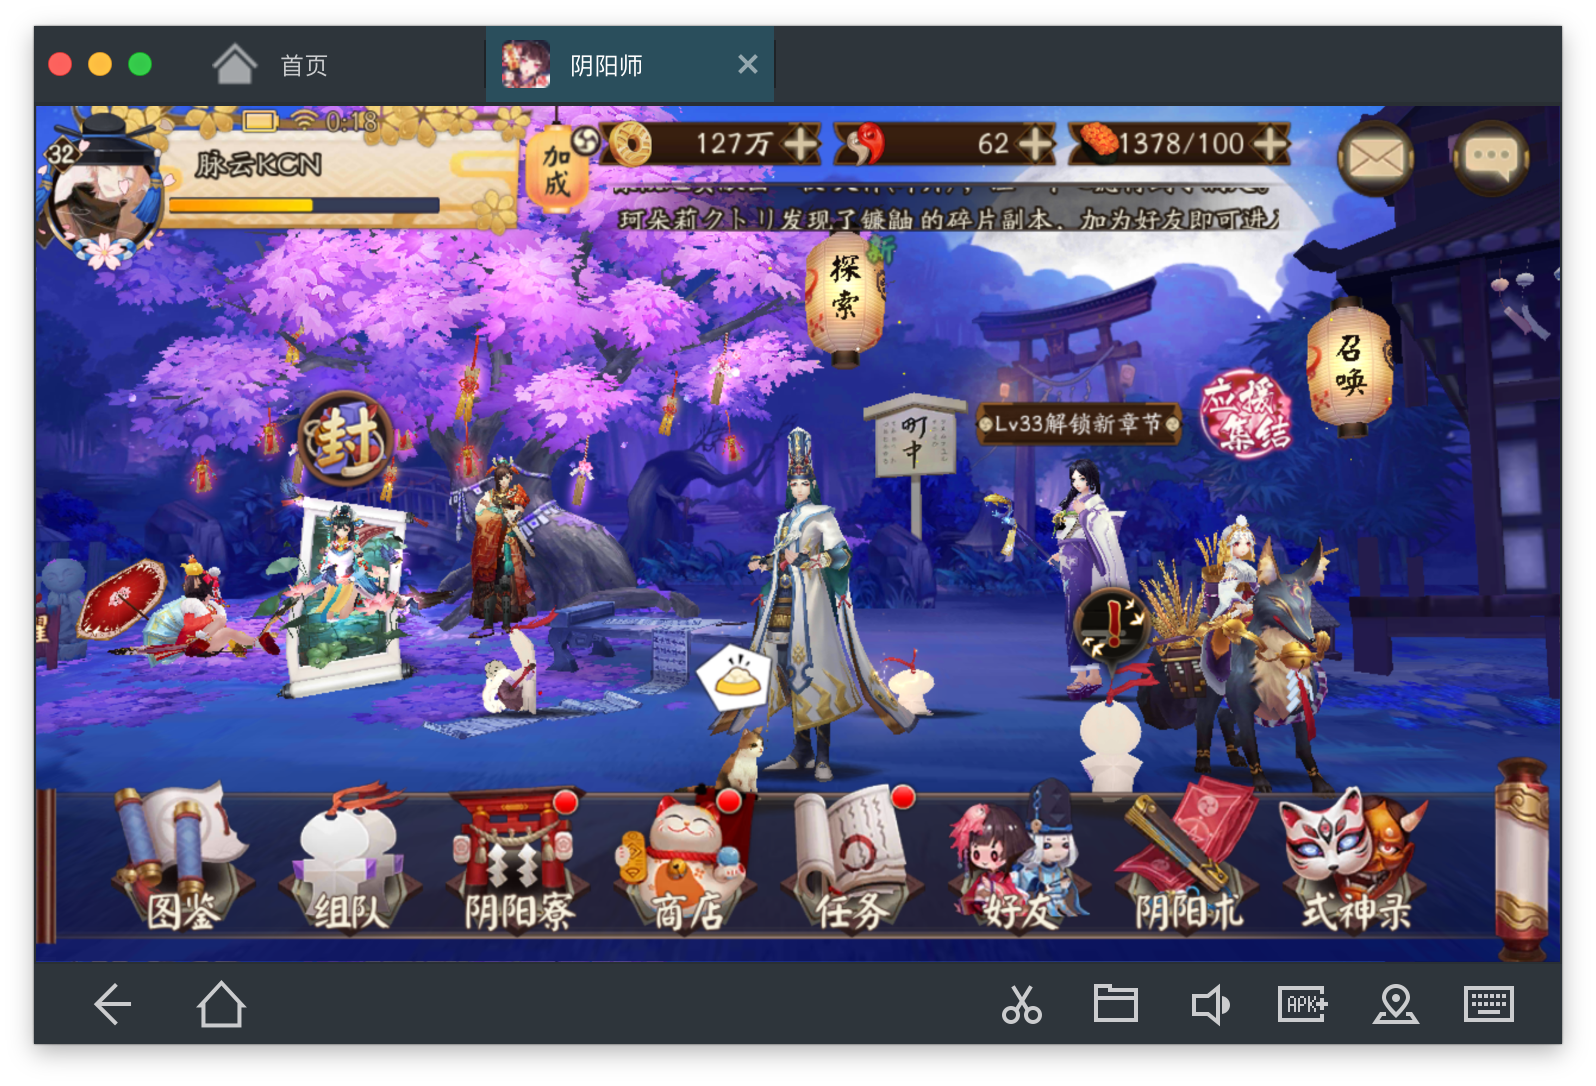 首页
阴阳师
0:18
32
脉云KCN
加成
127万
62
1378/100
珂朵莉クトリ发现了镰鼬的碎片副本，加为好友即可进入
新
探索
召唤
封
町中
Lv33解锁新章节
应援集结
图鉴
组队
阴阳寮
商店
任务
好友
阴阳术
式神录
APK